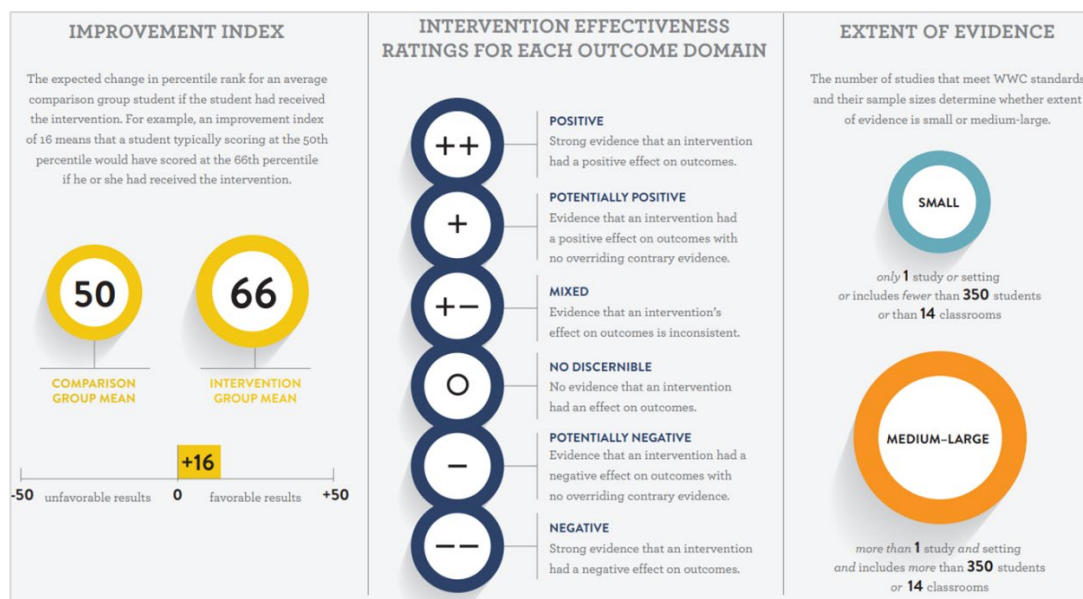 IMPROVEMENT INDEX
The expected change in percentile rank for an average
comparison group student if the student had received
the intervention. For example, an improvement index
of 16 means that a student typically scoring at the 50th
percentile would have scored at the 66th percentile
if he or she had received the intervention.
50
66
COMPARISON
GROUP MEAN
INTERVENTION
GROUP MEAN
+16
-50 unfavorable results 0 favorable results +50
INTERVENTION EFFECTIVENESS
RATINGS FOR EACH OUTCOME DOMAIN
++
POSITIVE
Strong evidence that an intervention
had a positive effect on outcomes.
+
POTENTIALLY POSITIVE
Evidence that an intervention had
a positive effect on outcomes with
no overriding contrary evidence.
+−
MIXED
Evidence that an intervention's
effect on outcomes is inconsistent.
O
NO DISCERNIBLE
No evidence that an intervention
had an effect on outcomes.
−
POTENTIALLY NEGATIVE
Evidence that an intervention had a
negative effect on outcomes with
no overriding contrary evidence.
−−
NEGATIVE
Strong evidence that an intervention
had a negative effect on outcomes.
EXTENT OF EVIDENCE
The number of studies that meet WWC standards
and their sample sizes determine whether extent
of evidence is small or medium-large.
SMALL
only 1 study or setting
or includes fewer than 350 students
or than 14 classrooms
MEDIUM–LARGE
more than 1 study and setting
and includes more than 350 students
or 14 classrooms